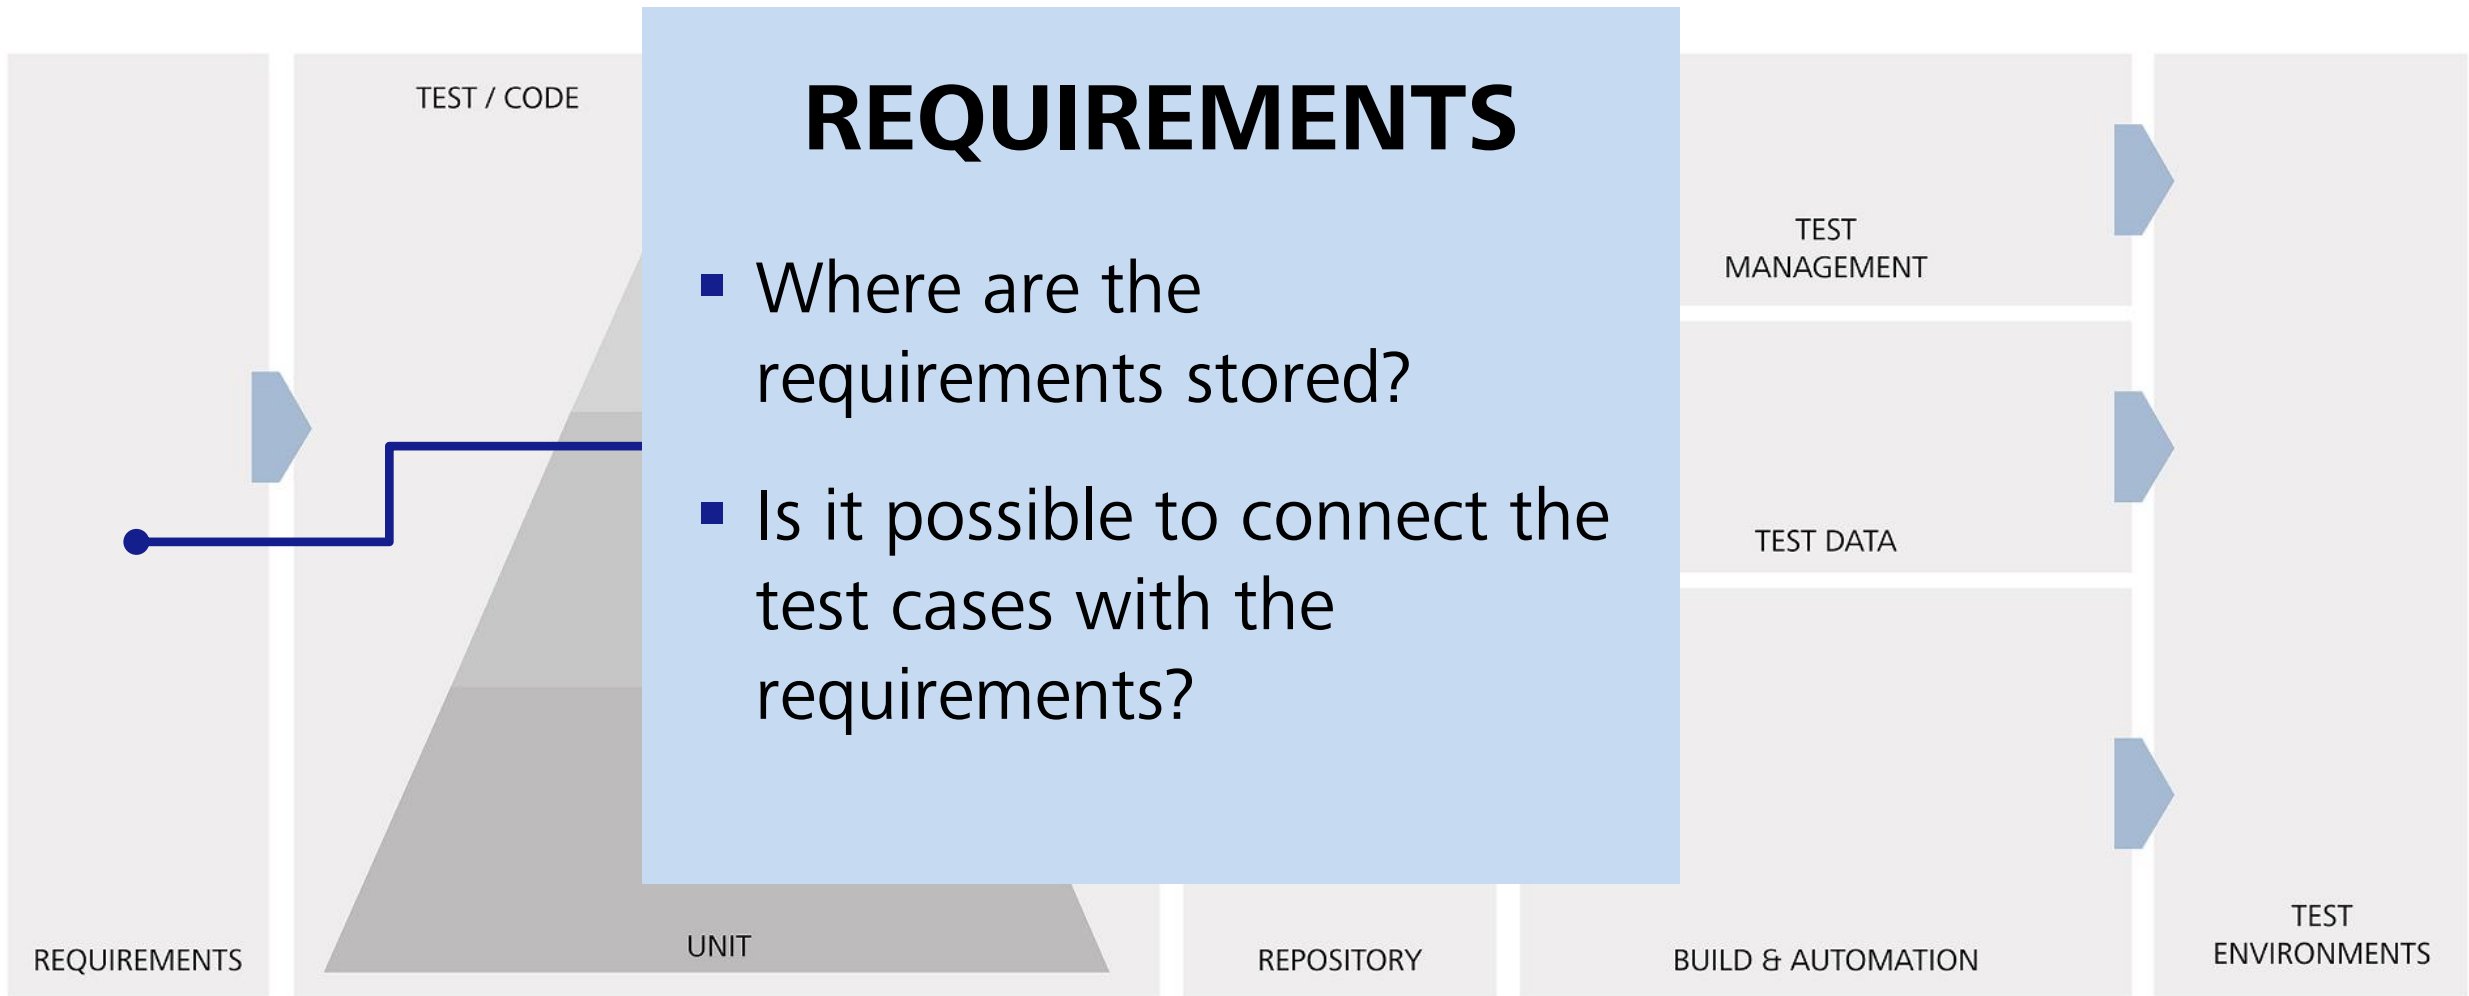 TEST / CODE
REQUIREMENTS
▪ Where are the
requirements stored?
▪ Is it possible to connect the
test cases with the
requirements?
TEST
MANAGEMENT
TEST DATA
REQUIREMENTS
UNIT
REPOSITORY
BUILD & AUTOMATION
TEST
ENVIRONMENTS